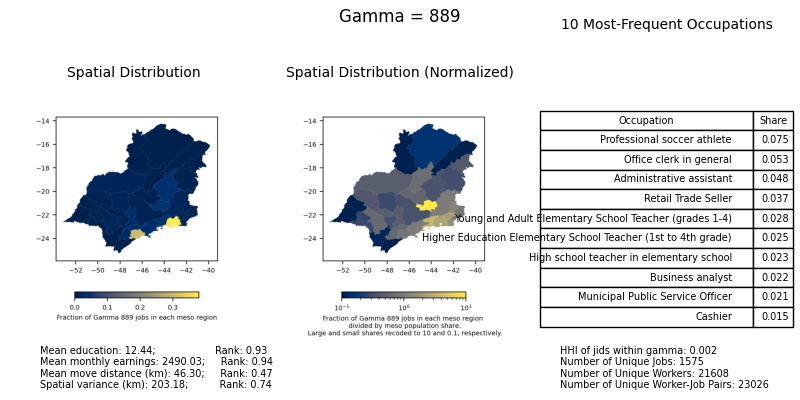 Gamma = 889
10 Most-Frequent Occupations
Spatial Distribution
Spatial Distribution (Normalized)
−14
−16
−18
−20
−22
−24
−52 −50 −48 −46 −44 −42 −40
0.0 0.1 0.2 0.3
Fraction of Gamma 889 jobs in each meso region
−14
−16
−18
−20
−22
−24
−52 −50 −48 −46 −44 −42 −40
10⁻¹ 10⁰ 10¹
Fraction of Gamma 889 jobs in each meso region
divided by meso population share.
Large and small shares recoded to 10 and 0.1, respectively.
Occupation Share
Professional soccer athlete 0.075
Office clerk in general 0.053
Administrative assistant 0.048
Retail Trade Seller 0.037
Young and Adult Elementary School Teacher (grades 1-4) 0.028
Higher Education Elementary School Teacher (1st to 4th grade) 0.025
High school teacher in elementary school 0.023
Business analyst 0.022
Municipal Public Service Officer 0.021
Cashier 0.015
Mean education: 12.44; Rank: 0.93
Mean monthly earnings: 2490.03; Rank: 0.94
Mean move distance (km): 46.30; Rank: 0.47
Spatial variance (km): 203.18; Rank: 0.74
HHI of jids within gamma: 0.002
Number of Unique Jobs: 1575
Number of Unique Workers: 21608
Number of Unique Worker-Job Pairs: 23026